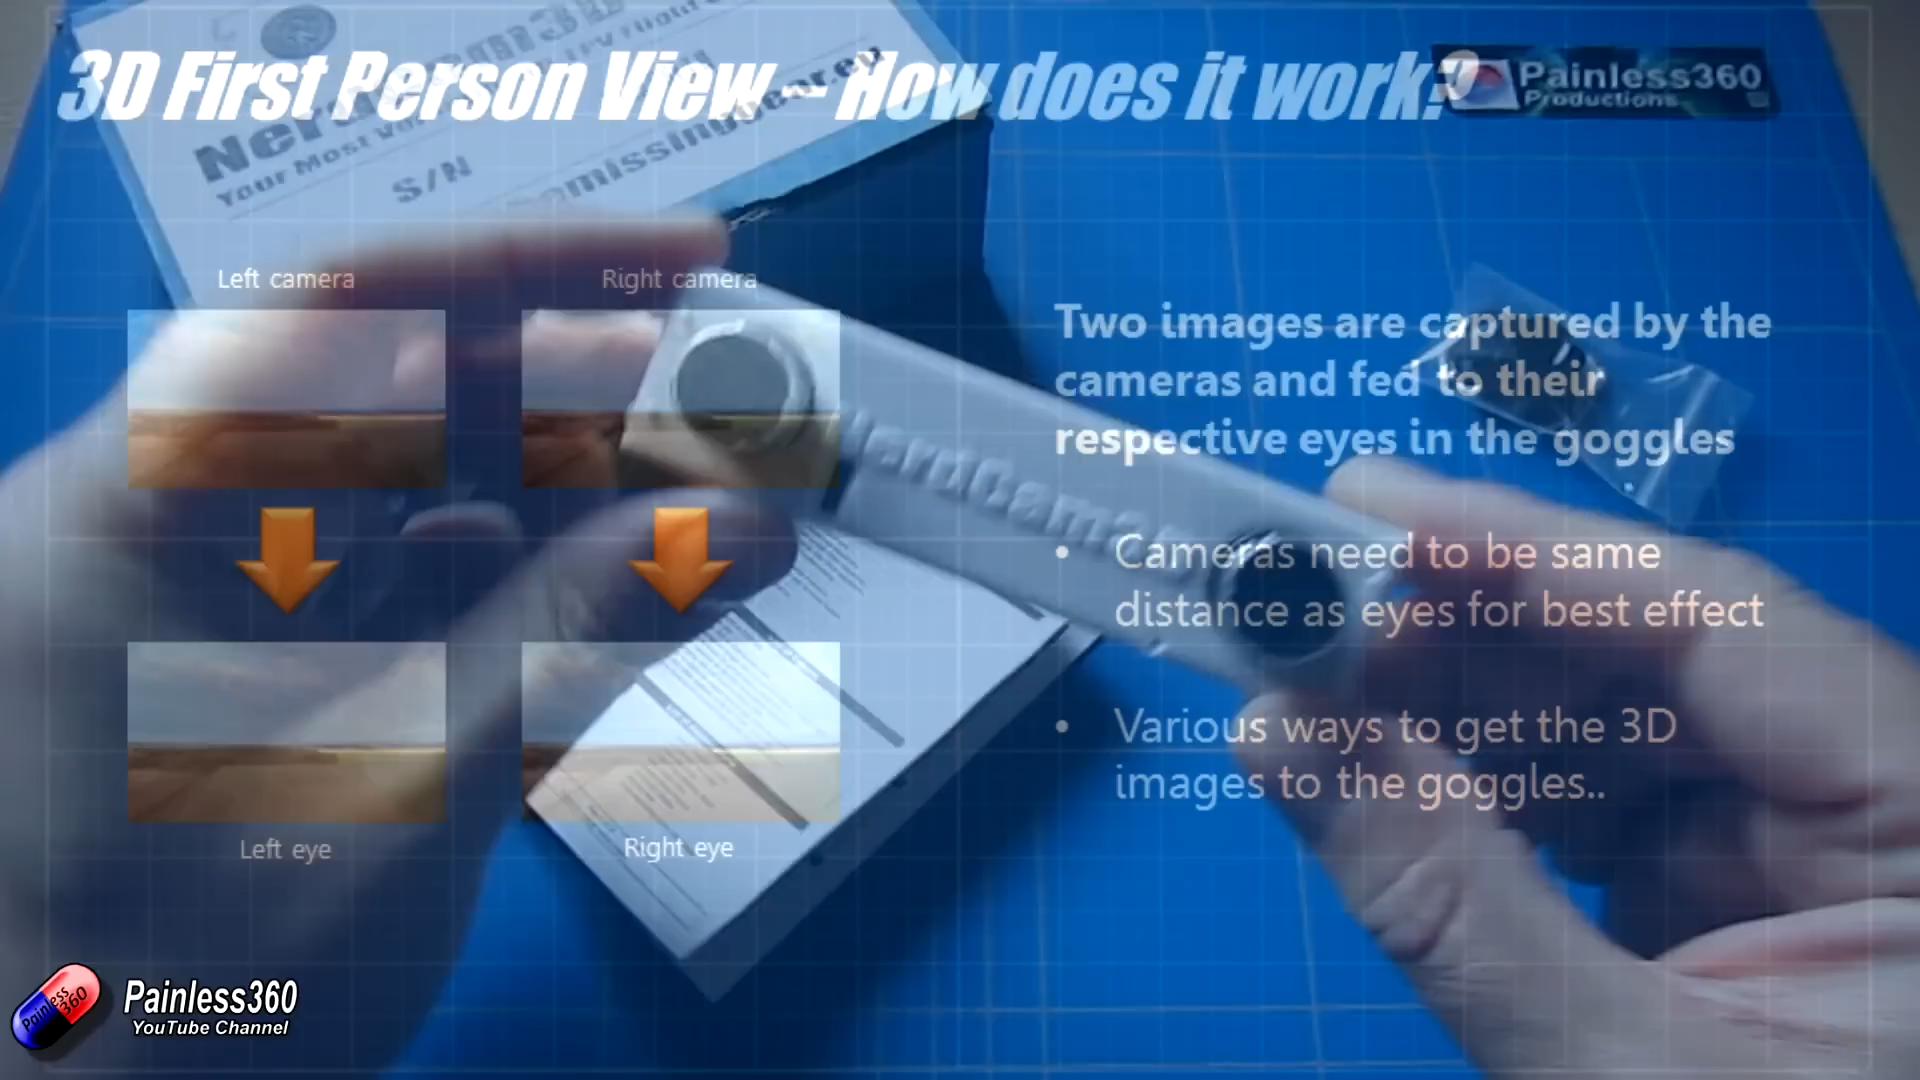 3D First Person View – How does it work?
Painless360
Productions
NerdCam3D
S/N
Left camera
Right camera
Two images are captured by the
cameras and fed to their
respective eyes in the goggles
NerdCam3D
• Cameras need to be same
distance as eyes for best effect
• Various ways to get the 3D
images to the goggles..
Left eye
Right eye
Painless360
Painless360
YouTube Channel